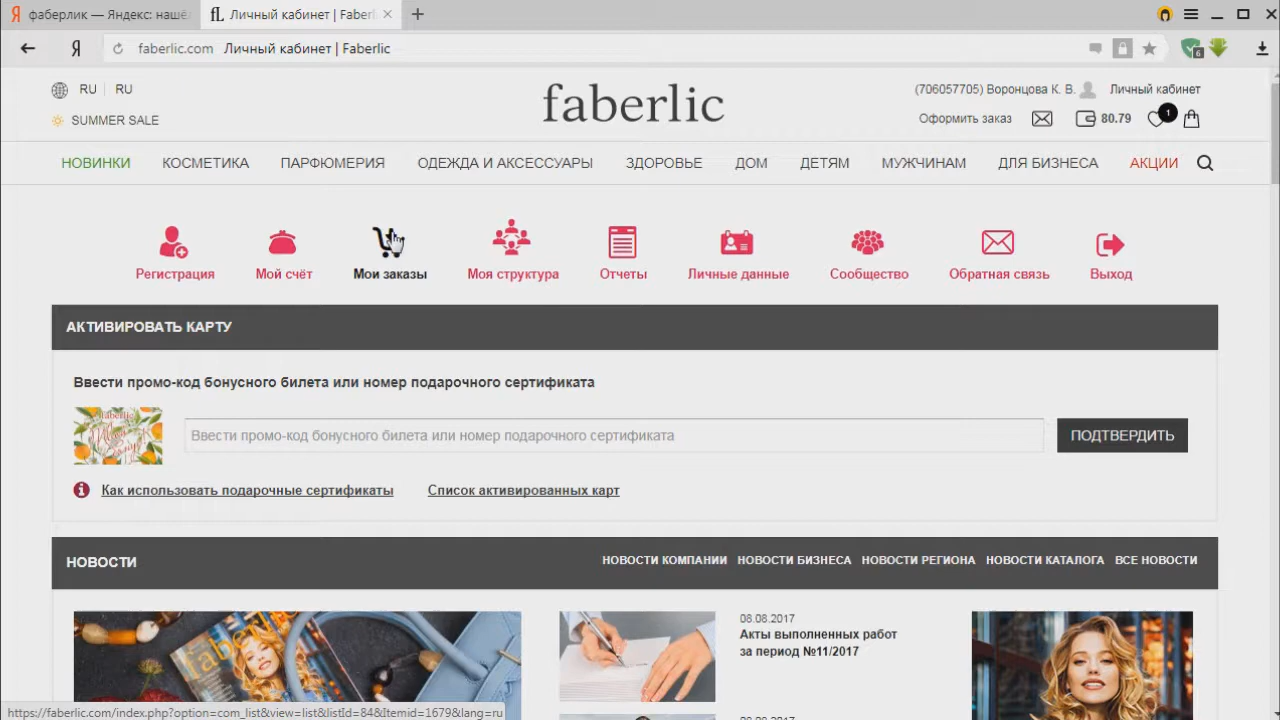 фаберлик — Яндекс: нашё
Личный кабинет | Faberl
faberlic.com Личный кабинет | Faberlic
6
RU RU
SUMMER SALE
faberlic
(706057705) Воронцова К. В. Личный кабинет
Оформить заказ 80.79 1
НОВИНКИ КОСМЕТИКА ПАРФЮМЕРИЯ ОДЕЖДА И АКСЕССУАРЫ ЗДОРОВЬЕ ДОМ ДЕТЯМ МУЖЧИНАМ ДЛЯ БИЗНЕСА АКЦИИ
Регистрация Мой счёт Мои заказы Моя структура Отчеты Личные данные Сообщество Обратная связь Выход
АКТИВИРОВАТЬ КАРТУ
Ввести промо-код бонусного билета или номер подарочного сертификата
Ввести промо-код бонусного билета или номер подарочного сертификата
ПОДТВЕРДИТЬ
Как использовать подарочные сертификаты Список активированных карт
НОВОСТИ
НОВОСТИ КОМПАНИИ НОВОСТИ БИЗНЕСА НОВОСТИ РЕГИОНА НОВОСТИ КАТАЛОГА ВСЕ НОВОСТИ
faberlic
08.08.2017
Акты выполненных работ
за период №11/2017
https://faberlic.com/index.php?option=com_list&view=list&listId=84&Itemid=1679&lang=ru